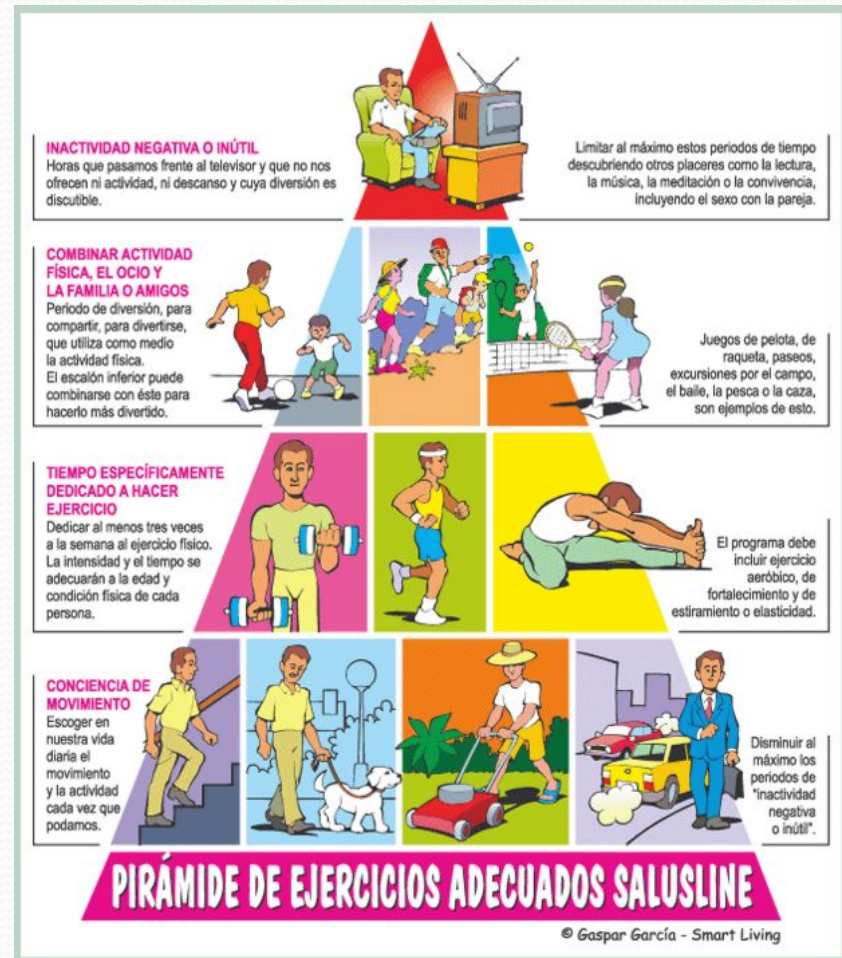 INACTIVIDAD NEGATIVA O INÚTIL
Horas que pasamos frente al televisor y que no nos
ofrecen ni actividad, ni descanso y cuya diversión es
discutible.
Limitar al máximo estos periodos de tiempo
descubriendo otros placeres como la lectura,
la música, la meditación o la convivencia,
incluyendo el sexo con la pareja.
COMBINAR ACTIVIDAD
FÍSICA, EL OCIO Y
LA FAMILIA O AMIGOS
Periodo de diversión, para
compartir, para divertirse,
que utiliza como medio
la actividad física.
El escalón inferior puede
combinarse con éste para
hacerlo más divertido.
Juegos de pelota, de
raqueta, paseos,
excursiones por el campo,
el baile, la pesca o la caza,
son ejemplos de esto.
TIEMPO ESPECÍFICAMENTE
DEDICADO A HACER
EJERCICIO
Dedicar al menos tres veces
a la semana al ejercicio físico.
La intensidad y el tiempo se
adecuarán a la edad y
condición física de cada
persona.
El programa debe
incluir ejercicio
aeróbico, de
fortalecimiento y de
estiramiento o elasticidad.
CONCIENCIA DE
MOVIMIENTO
Escoger en
nuestra vida
diaria el
movimiento
y la actividad
cada vez que
podamos.
Disminuir al
máximo los
periodos de
"inactividad
negativa
o inútil".
PIRÁMIDE DE EJERCICIOS ADECUADOS SALUSLINE
© Gaspar García - Smart Living